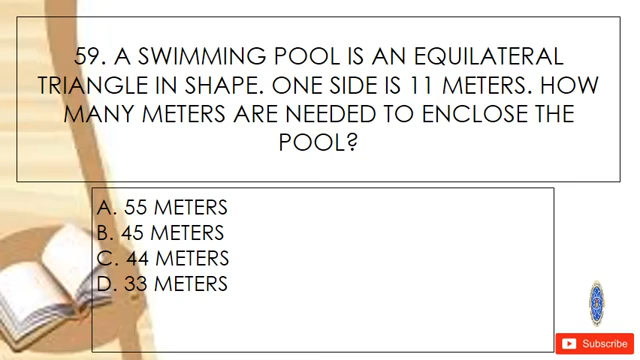 59. A SWIMMING POOL IS AN EQUILATERAL
TRIANGLE IN SHAPE. ONE SIDE IS 11 METERS. HOW
MANY METERS ARE NEEDED TO ENCLOSE THE
POOL?
A. 55 METERS
B. 45 METERS
C. 44 METERS
D. 33 METERS
Subscribe